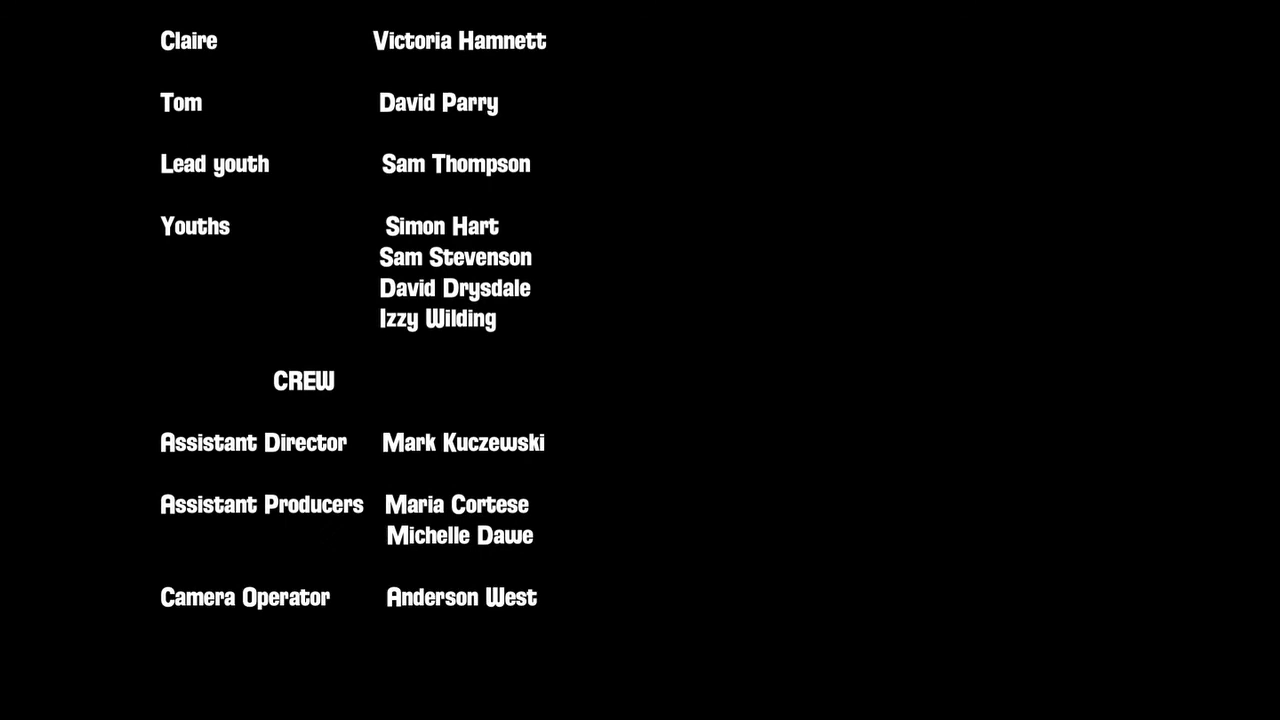 Claire Victoria Hamnett
Tom David Parry
Lead youth Sam Thompson
Youths Simon Hart
Sam Stevenson
David Drysdale
Izzy Wilding
CREW
Assistant Director Mark Kuczewski
Assistant Producers Maria Cortese
Michelle Dawe
Camera Operator Anderson West